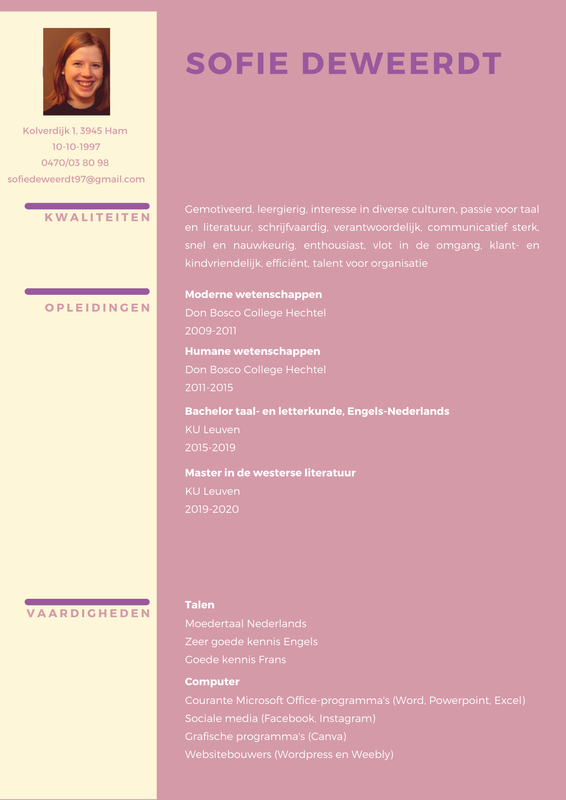 SOFIE DEWEERDT
Kolverdijk 1, 3945 Ham
10-10-1997
0470/03 80 98
sofiedeweerdt97@gmail.com
KWALITEITEN
Gemotiveerd, leergierig, interesse in diverse culturen, passie voor taal
en literatuur, schrijfvaardig, verantwoordelijk, communicatief sterk,
snel en nauwkeurig, enthousiast, vlot in de omgang, klant- en
kindvriendelijk, efficiënt, talent voor organisatie
OPLEIDINGEN
Moderne wetenschappen
Don Bosco College Hechtel
2009-2011
Humane wetenschappen
Don Bosco College Hechtel
2011-2015
Bachelor taal- en letterkunde, Engels-Nederlands
KU Leuven
2015-2019
Master in de westerse literatuur
KU Leuven
2019-2020
VAARDIGHEDEN
Talen
Moedertaal Nederlands
Zeer goede kennis Engels
Goede kennis Frans
Computer
Courante Microsoft Office-programma's (Word, Powerpoint, Excel)
Sociale media (Facebook, Instagram)
Grafische programma's (Canva)
Websitebouwers (Wordpress en Weebly)